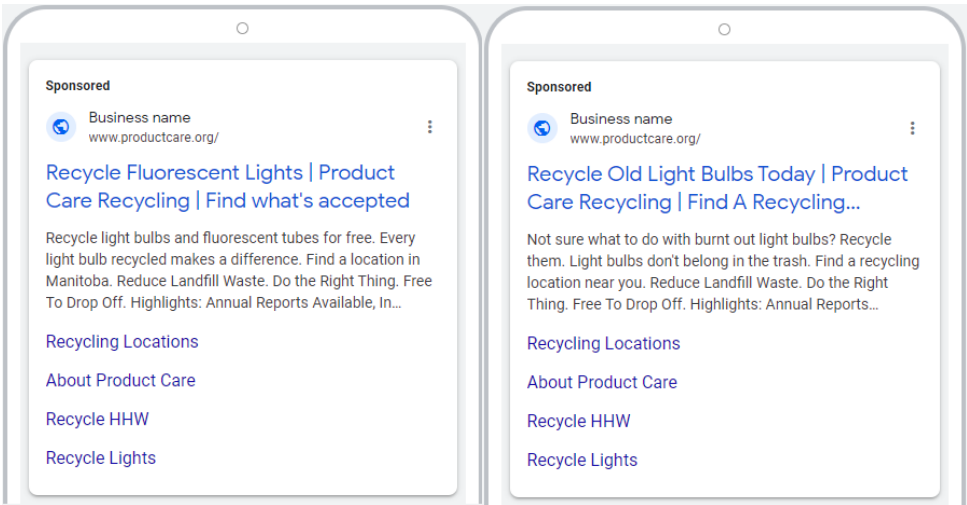 Sponsored
Business name
www.productcare.org/
Recycle Fluorescent Lights | Product
Care Recycling | Find what's accepted
Recycle light bulbs and fluorescent tubes for free. Every
light bulb recycled makes a difference. Find a location in
Manitoba. Reduce Landfill Waste. Do the Right Thing. Free
To Drop Off. Highlights: Annual Reports Available, In...
Recycling Locations
About Product Care
Recycle HHW
Recycle Lights
Sponsored
Business name
www.productcare.org/
Recycle Old Light Bulbs Today | Product
Care Recycling | Find A Recycling...
Not sure what to do with burnt out light bulbs? Recycle
them. Light bulbs don't belong in the trash. Find a recycling
location near you. Reduce Landfill Waste. Do the Right
Thing. Free To Drop Off. Highlights: Annual Reports...
Recycling Locations
About Product Care
Recycle HHW
Recycle Lights